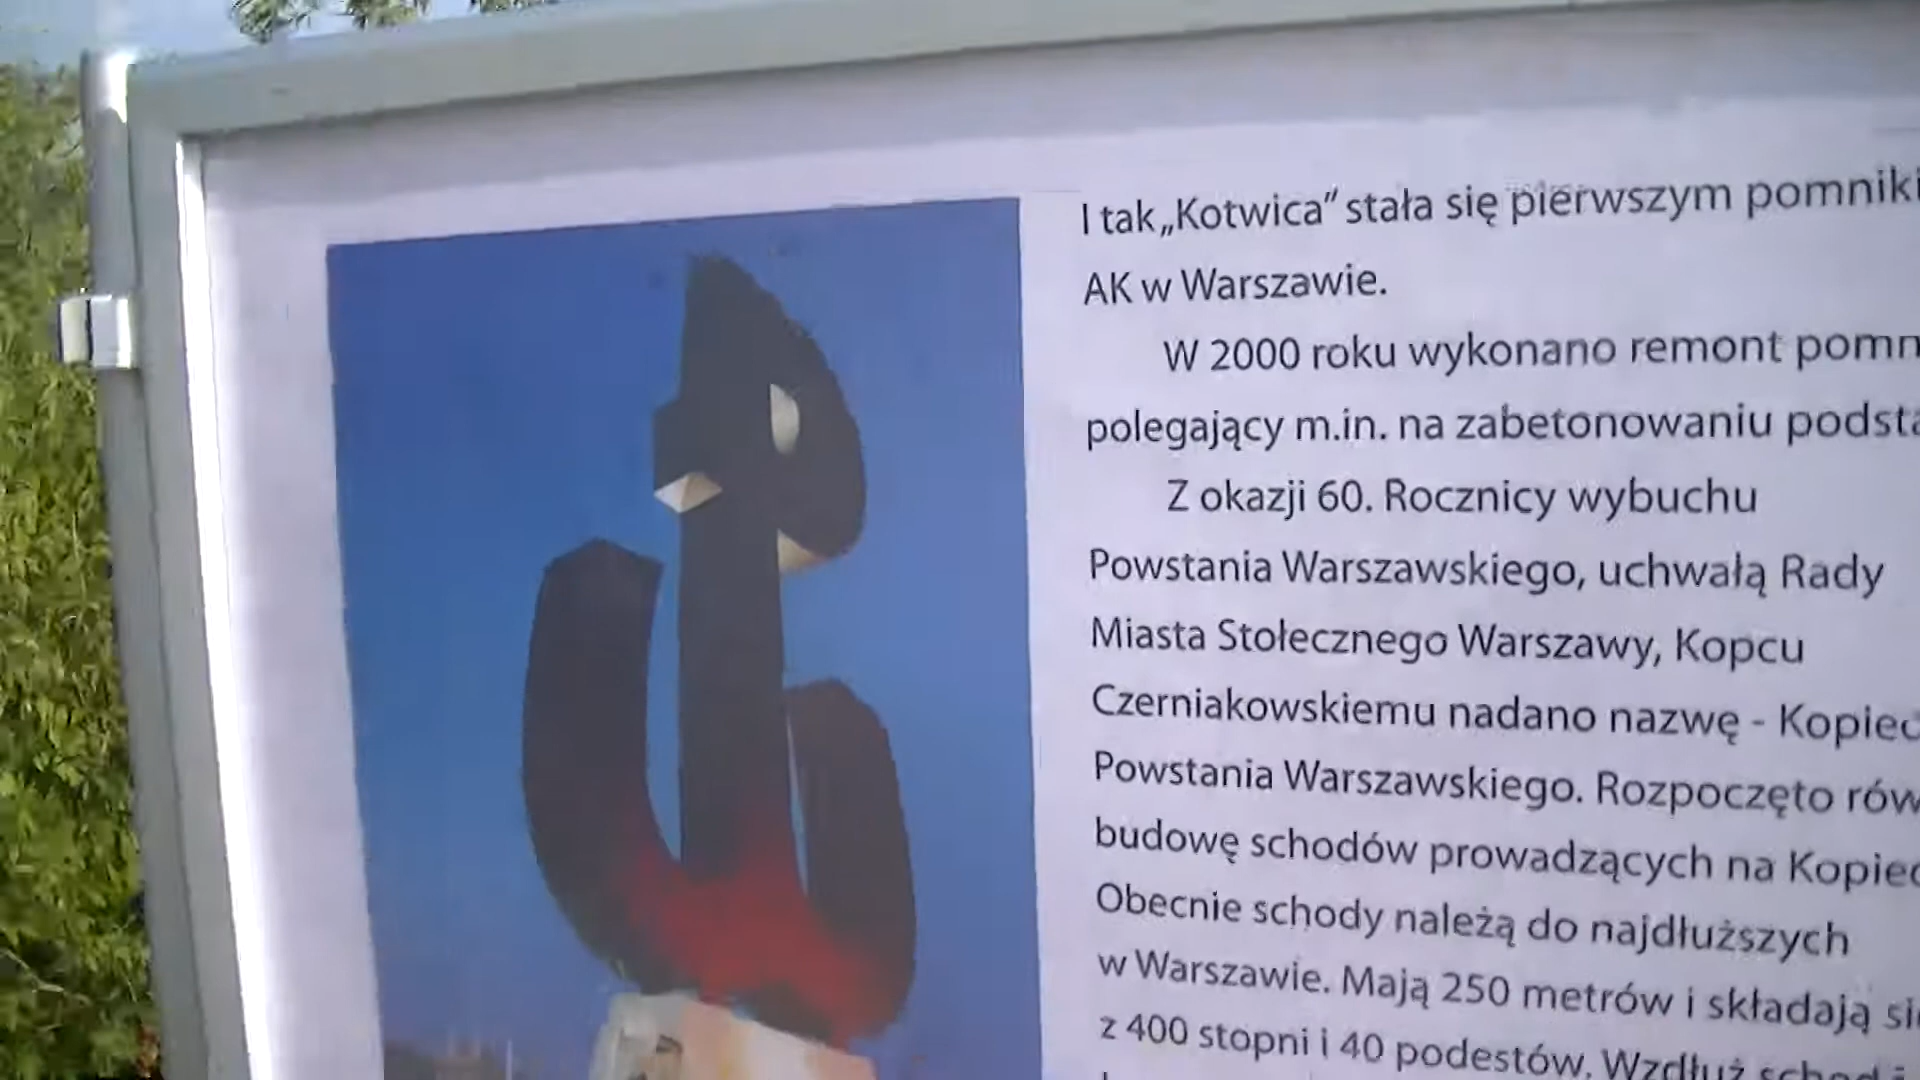 I tak „Kotwica” stała się pierwszym pomniki
AK w Warszawie.
W 2000 roku wykonano remont pomn
polegający m.in. na zabetonowaniu podsta
Z okazji 60. Rocznicy wybuchu
Powstania Warszawskiego, uchwałą Rady
Miasta Stołecznego Warszawy, Kopcu
Czerniakowskiemu nadano nazwę - Kopiec
Powstania Warszawskiego. Rozpoczęto rów
budowę schodów prowadzących na Kopiec
Obecnie schody należą do najdłuższych
w Warszawie. Mają 250 metrów i składają się
z 400 stopni i 40 podestów. Wzdłuż